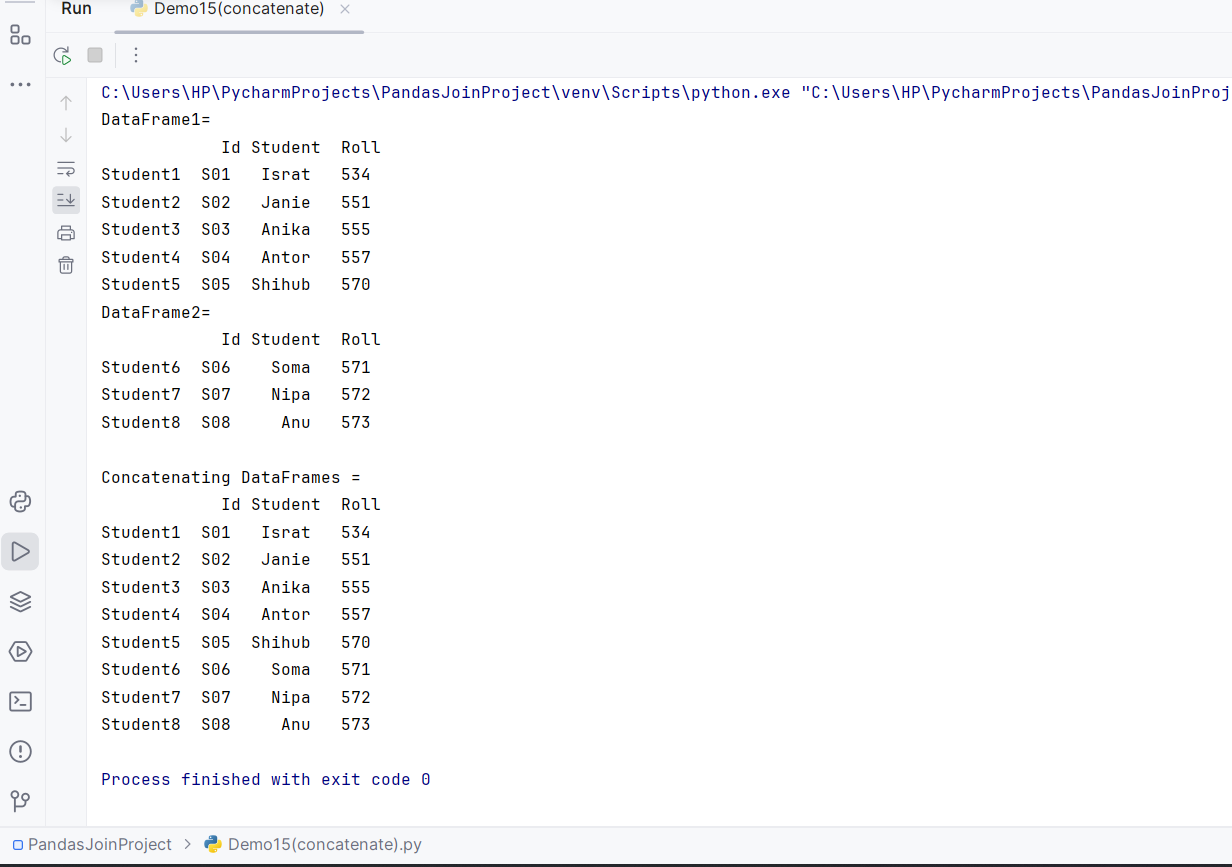 Run Demo15(concatenate)
C:\Users\HP\PycharmProjects\PandasJoinProject\venv\Scripts\python.exe "C:\Users\HP\PycharmProjects\PandasJoinProj
DataFrame1=
            Id Student  Roll
Student1  S01   Israt   534
Student2  S02   Janie   551
Student3  S03   Anika   555
Student4  S04   Antor   557
Student5  S05  Shihub   570
DataFrame2=
            Id Student  Roll
Student6  S06    Soma   571
Student7  S07    Nipa   572
Student8  S08     Anu   573
Concatenating DataFrames =
            Id Student  Roll
Student1  S01   Israt   534
Student2  S02   Janie   551
Student3  S03   Anika   555
Student4  S04   Antor   557
Student5  S05  Shihub   570
Student6  S06    Soma   571
Student7  S07    Nipa   572
Student8  S08     Anu   573
Process finished with exit code 0
PandasJoinProject > Demo15(concatenate).py